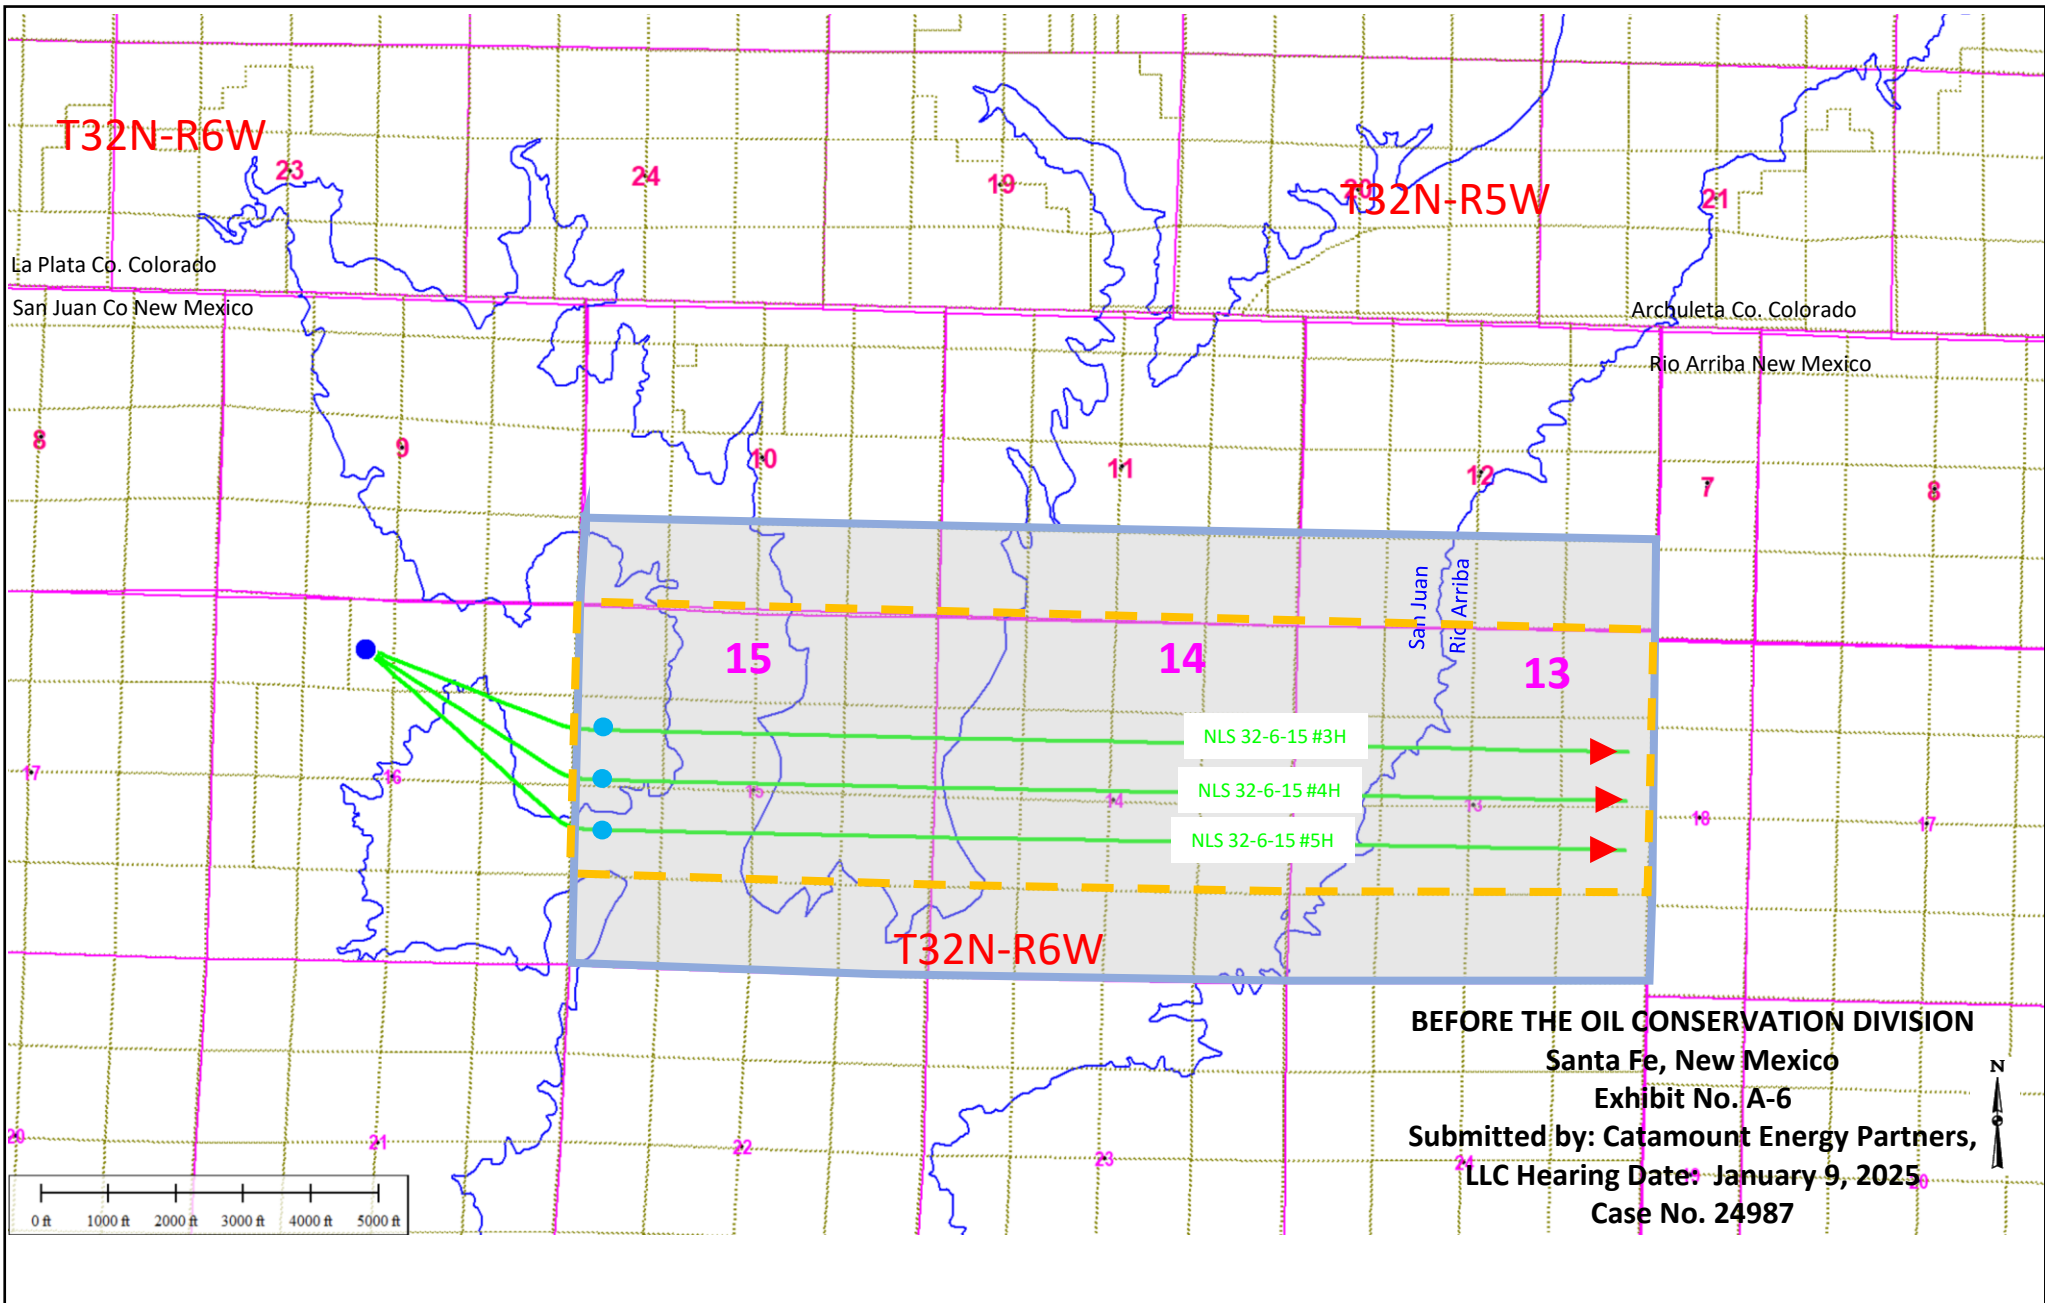 T32N-R6W
23
24
19
20
T32N-R5W
21
La Plata Co. Colorado
San Juan Co New Mexico
Archuleta Co. Colorado
Rio Arriba New Mexico
8
9
10
11
12
7
8
San Juan
Rio Arriba
15
14
13
NLS 32-6-15 #3H
NLS 32-6-15 #4H
NLS 32-6-15 #5H
17
16
15
14
13
18
17
T32N-R6W
BEFORE THE OIL CONSERVATION DIVISION
Santa Fe, New Mexico
Exhibit No. A-6
Submitted by: Catamount Energy Partners,
LLC Hearing Date: January 9, 2025
Case No. 24987
N
20
21
22
23
24
19
20
0 ft 1000 ft 2000 ft 3000 ft 4000 ft 5000 ft